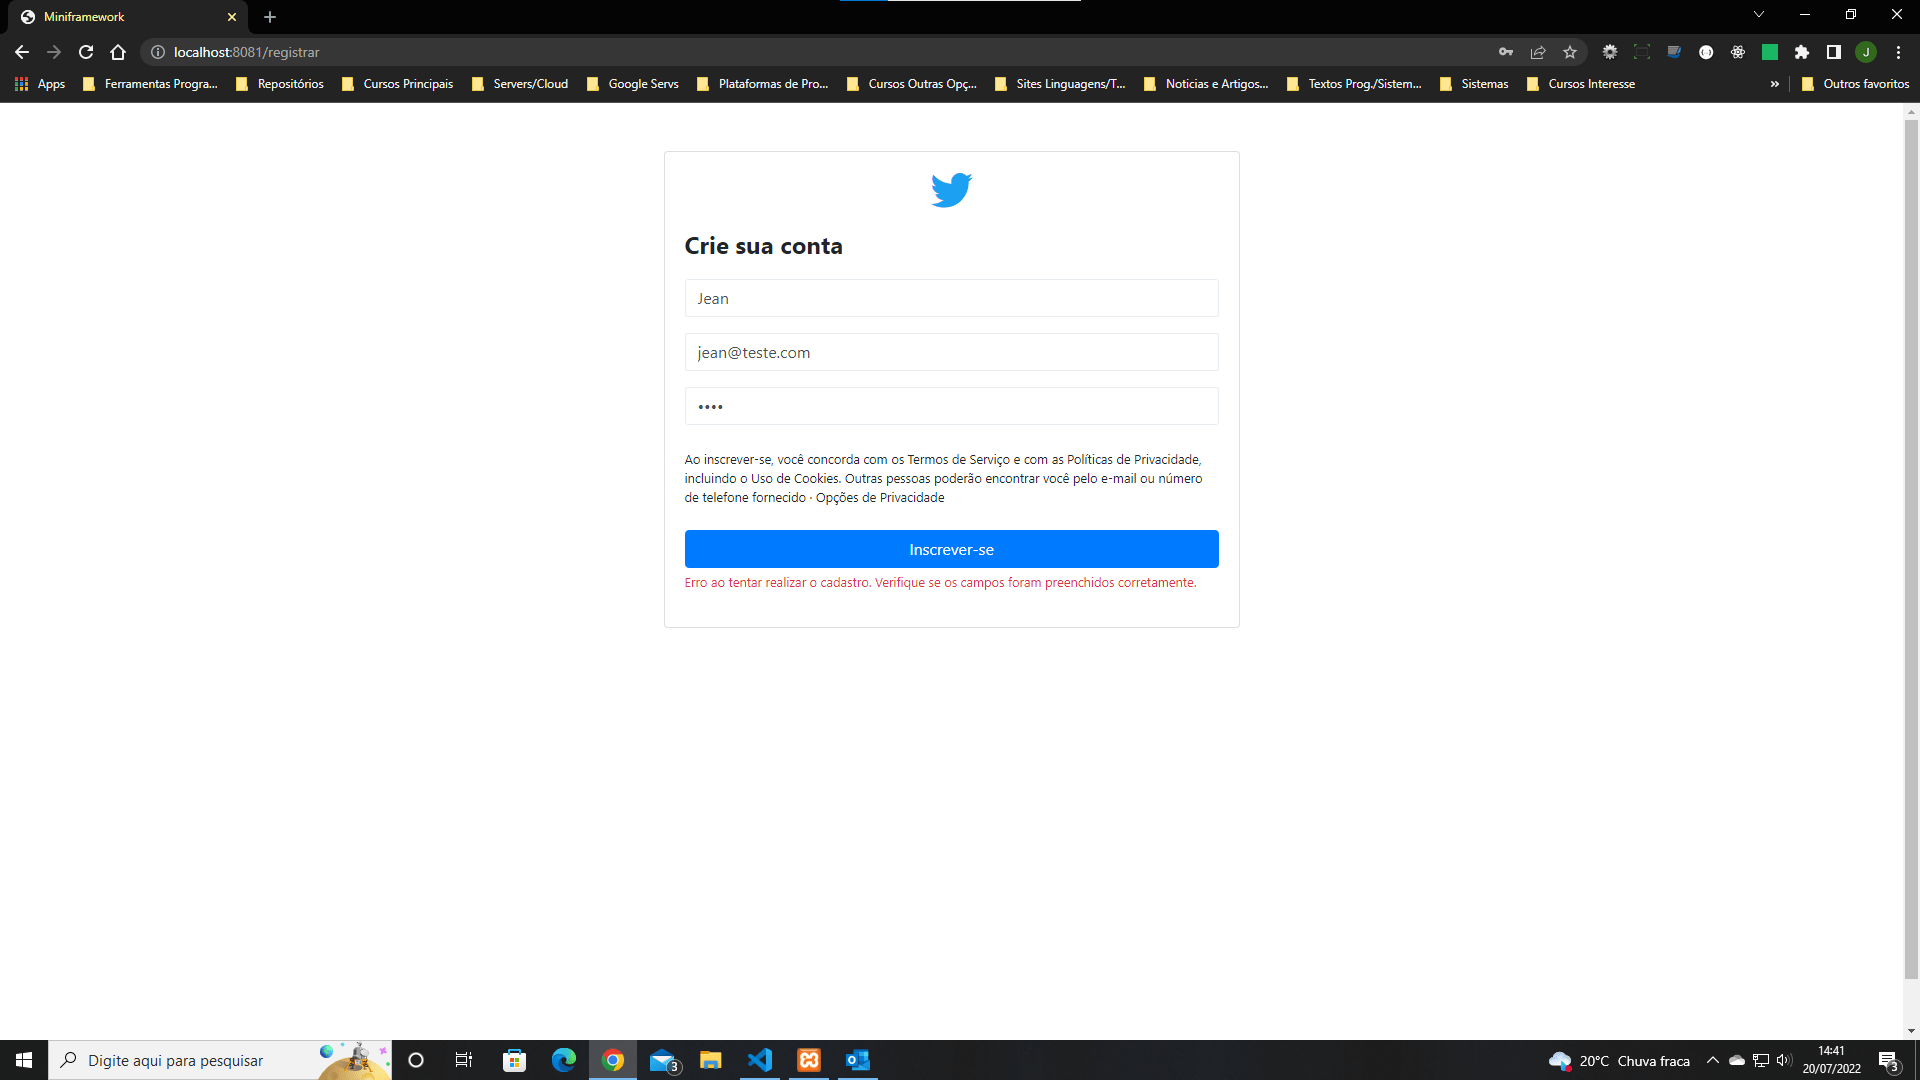 Miniframework
localhost:8081/registrar
J
Apps
Ferramentas Progra...
Repositórios
Cursos Principais
Servers/Cloud
Google Servs
Plataformas de Pro...
Cursos Outras Opç...
Sites Linguagens/T...
Noticias e Artigos...
Textos Prog./Sistem...
Sistemas
Cursos Interesse
»
Outros favoritos
Crie sua conta
Jean
jean@teste.com
••••
Ao inscrever-se, você concorda com os Termos de Serviço e com as Políticas de Privacidade,
incluindo o Uso de Cookies. Outras pessoas poderão encontrar você pelo e-mail ou número
de telefone fornecido · Opções de Privacidade
Inscrever-se
Erro ao tentar realizar o cadastro. Verifique se os campos foram preenchidos corretamente.
Digite aqui para pesquisar
3
20°C Chuva fraca
14:41
20/07/2022
3